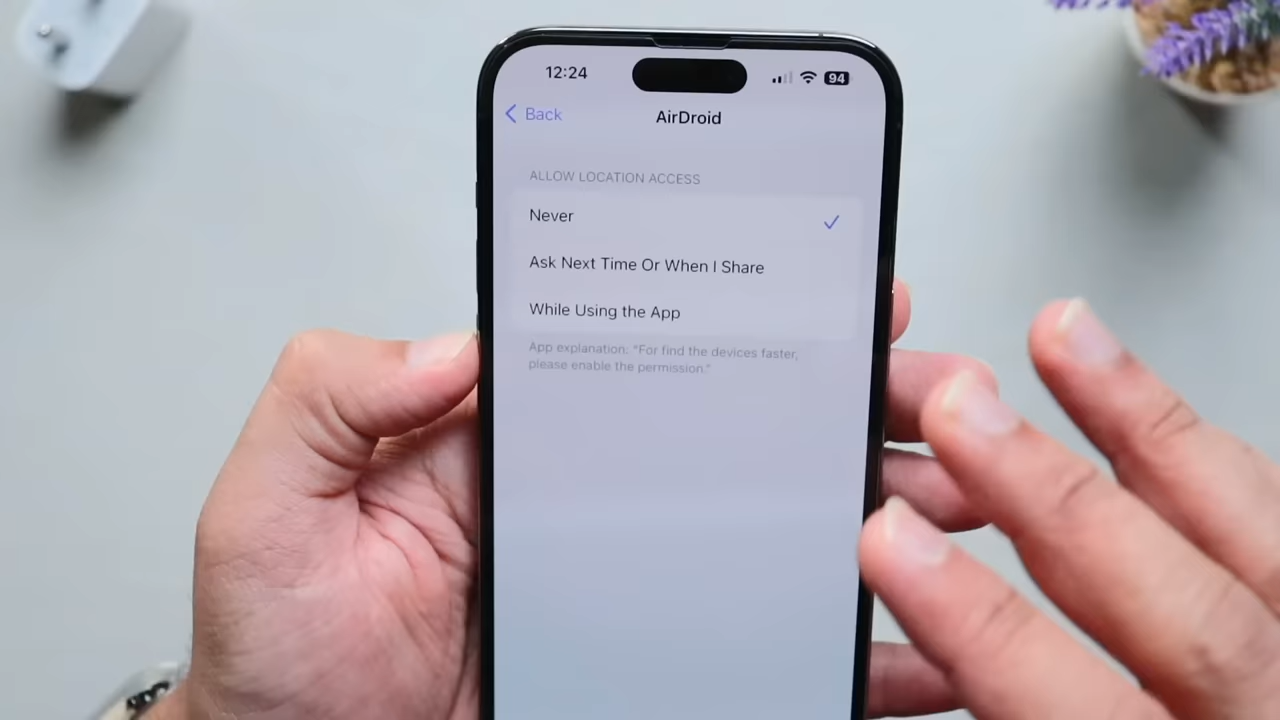 12:24
94
Back
AirDroid
ALLOW LOCATION ACCESS
Never
Ask Next Time Or When I Share
While Using the App
App explanation: “For find the devices faster,
please enable the permission.”